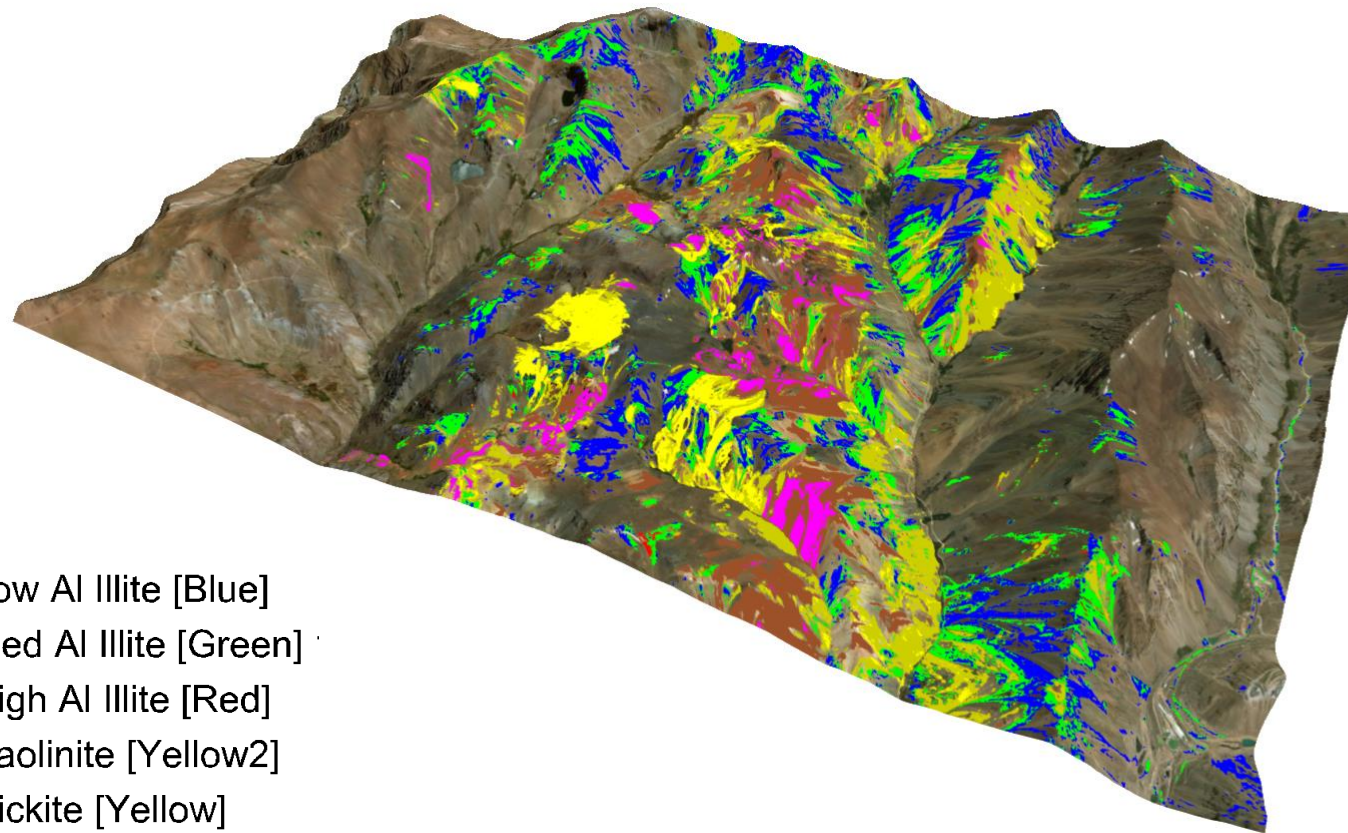 ow Al Illite [Blue]
ed Al Illite [Green]
igh Al Illite [Red]
aolinite [Yellow2]
ickite [Yellow]